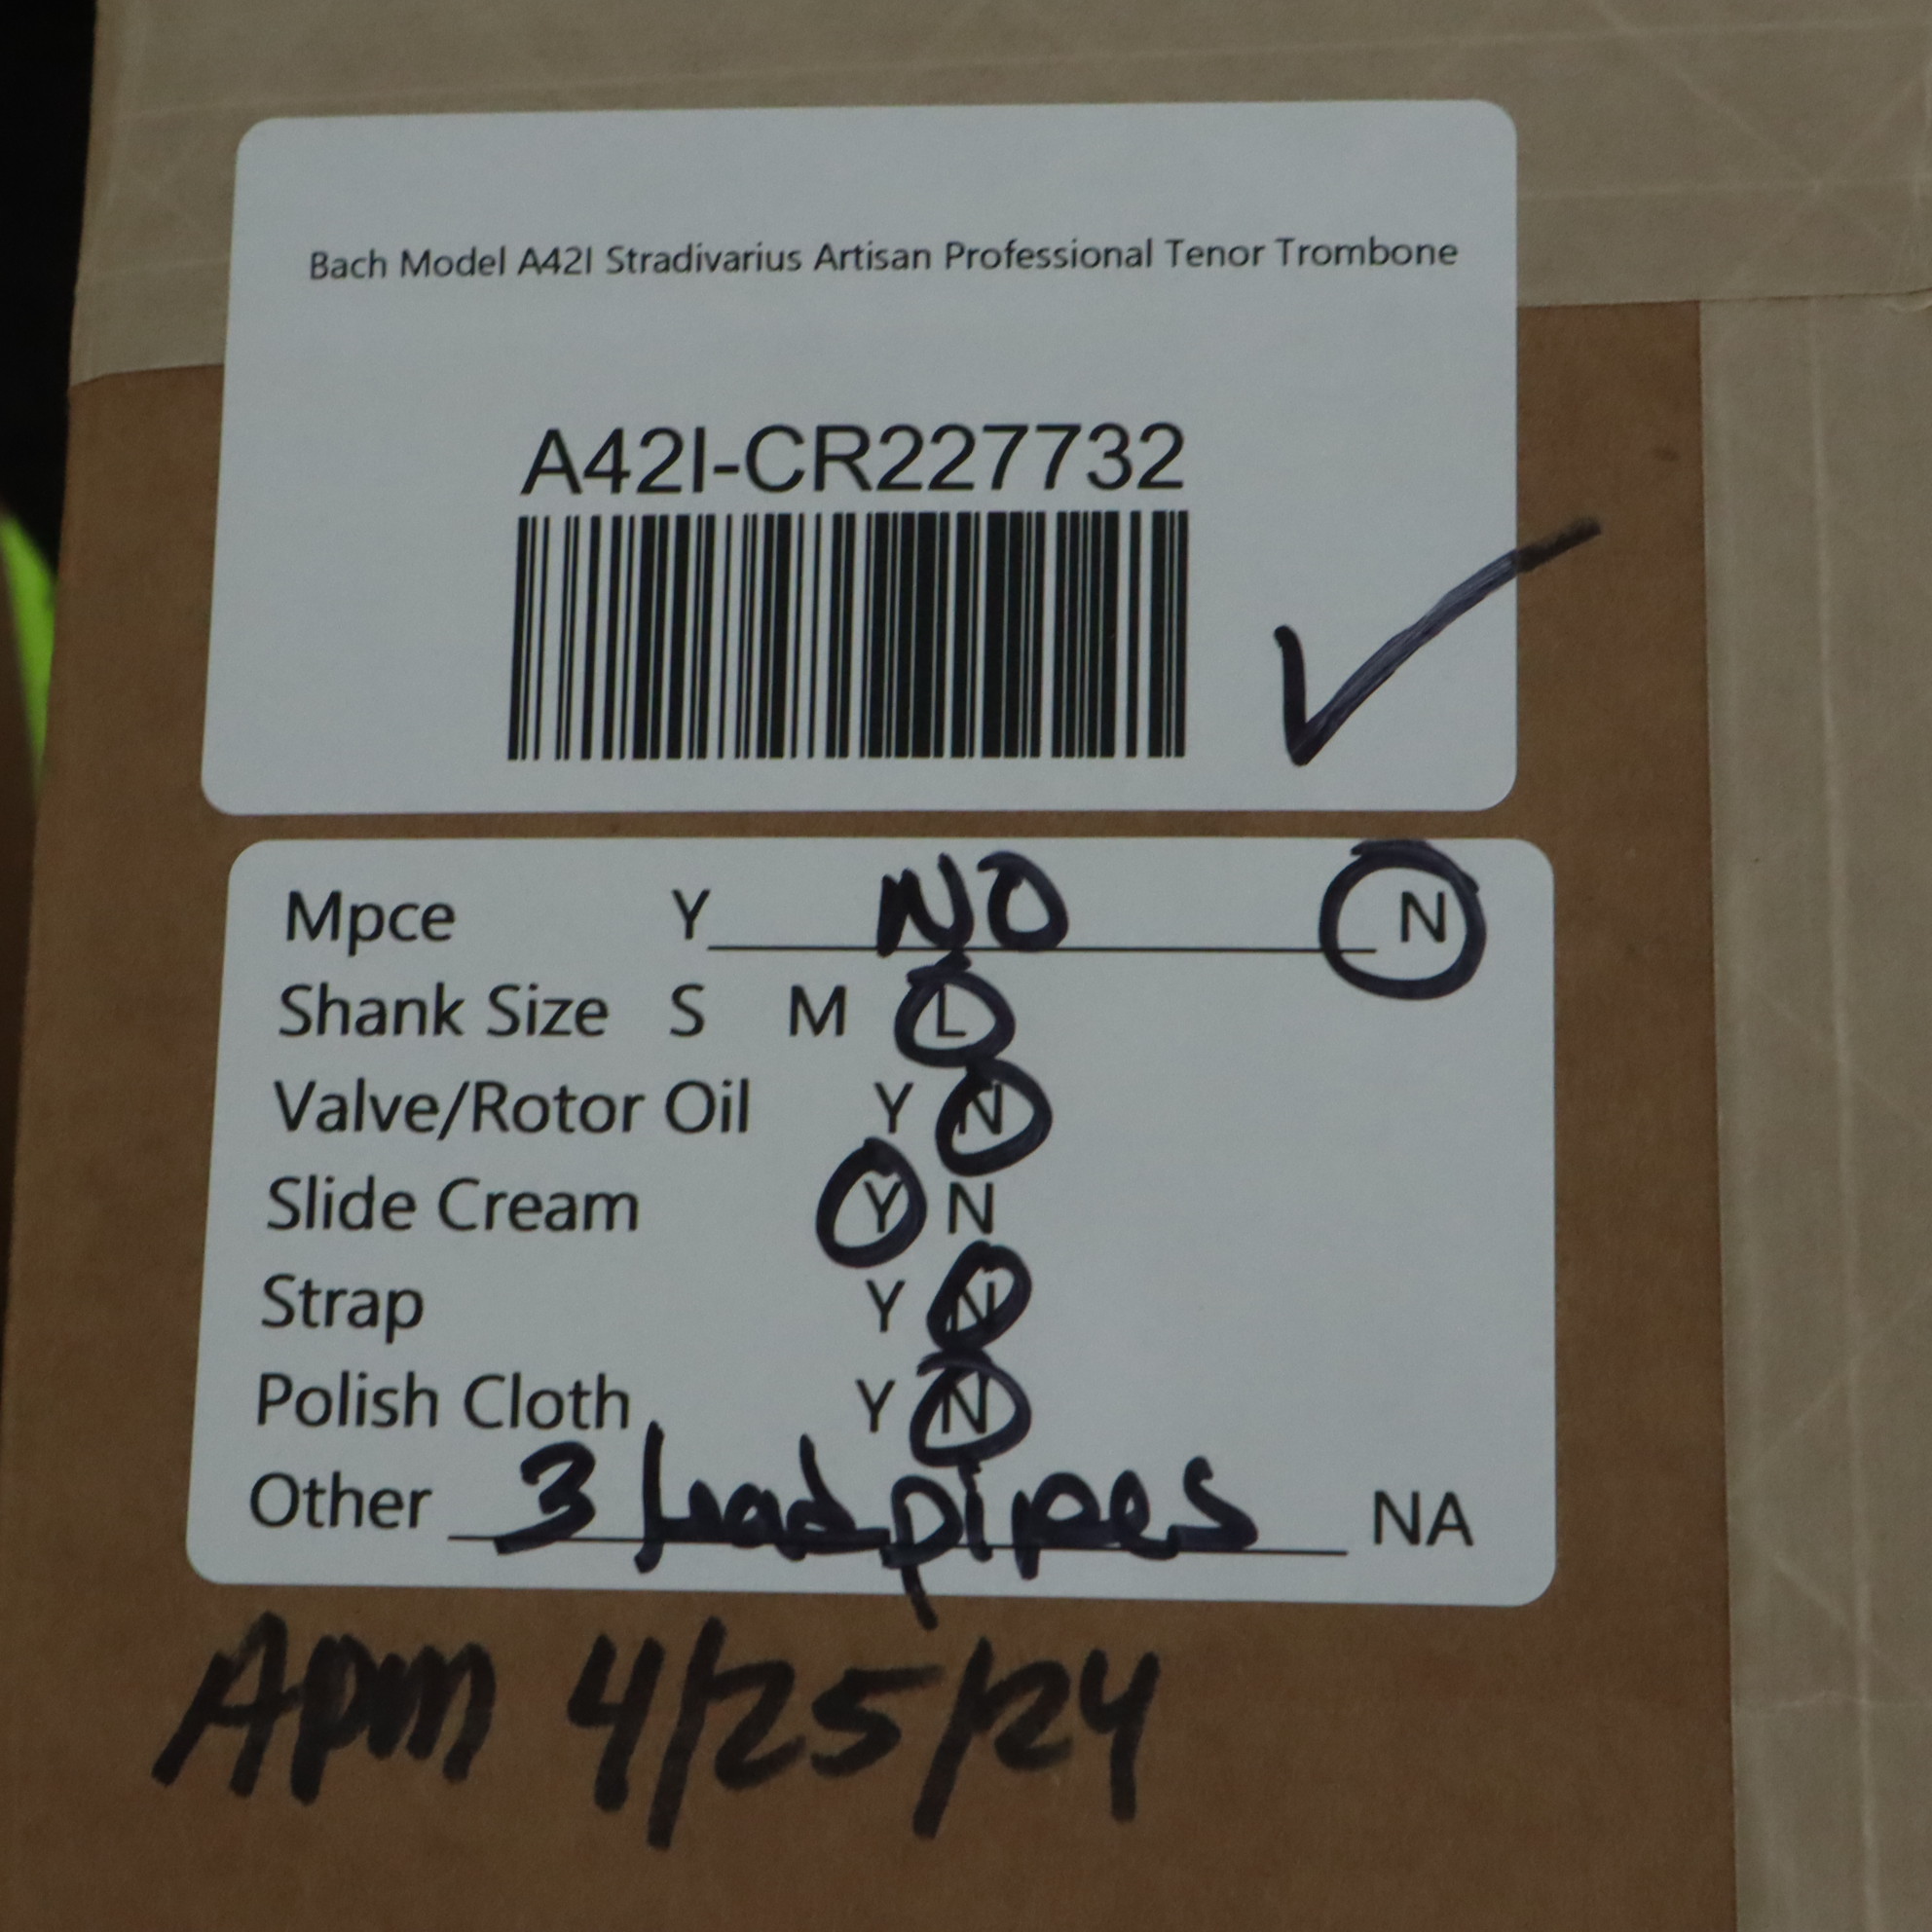 Bach Model A42I Stradivarius Artisan Professional Tenor Trombone
A42I-CR227732
Mpce Y NO N
Shank Size S M L
Valve/Rotor Oil Y N
Slide Cream Y N
Strap Y N
Polish Cloth Y N
Other 3 leadpipes NA
Apm 4/25/24